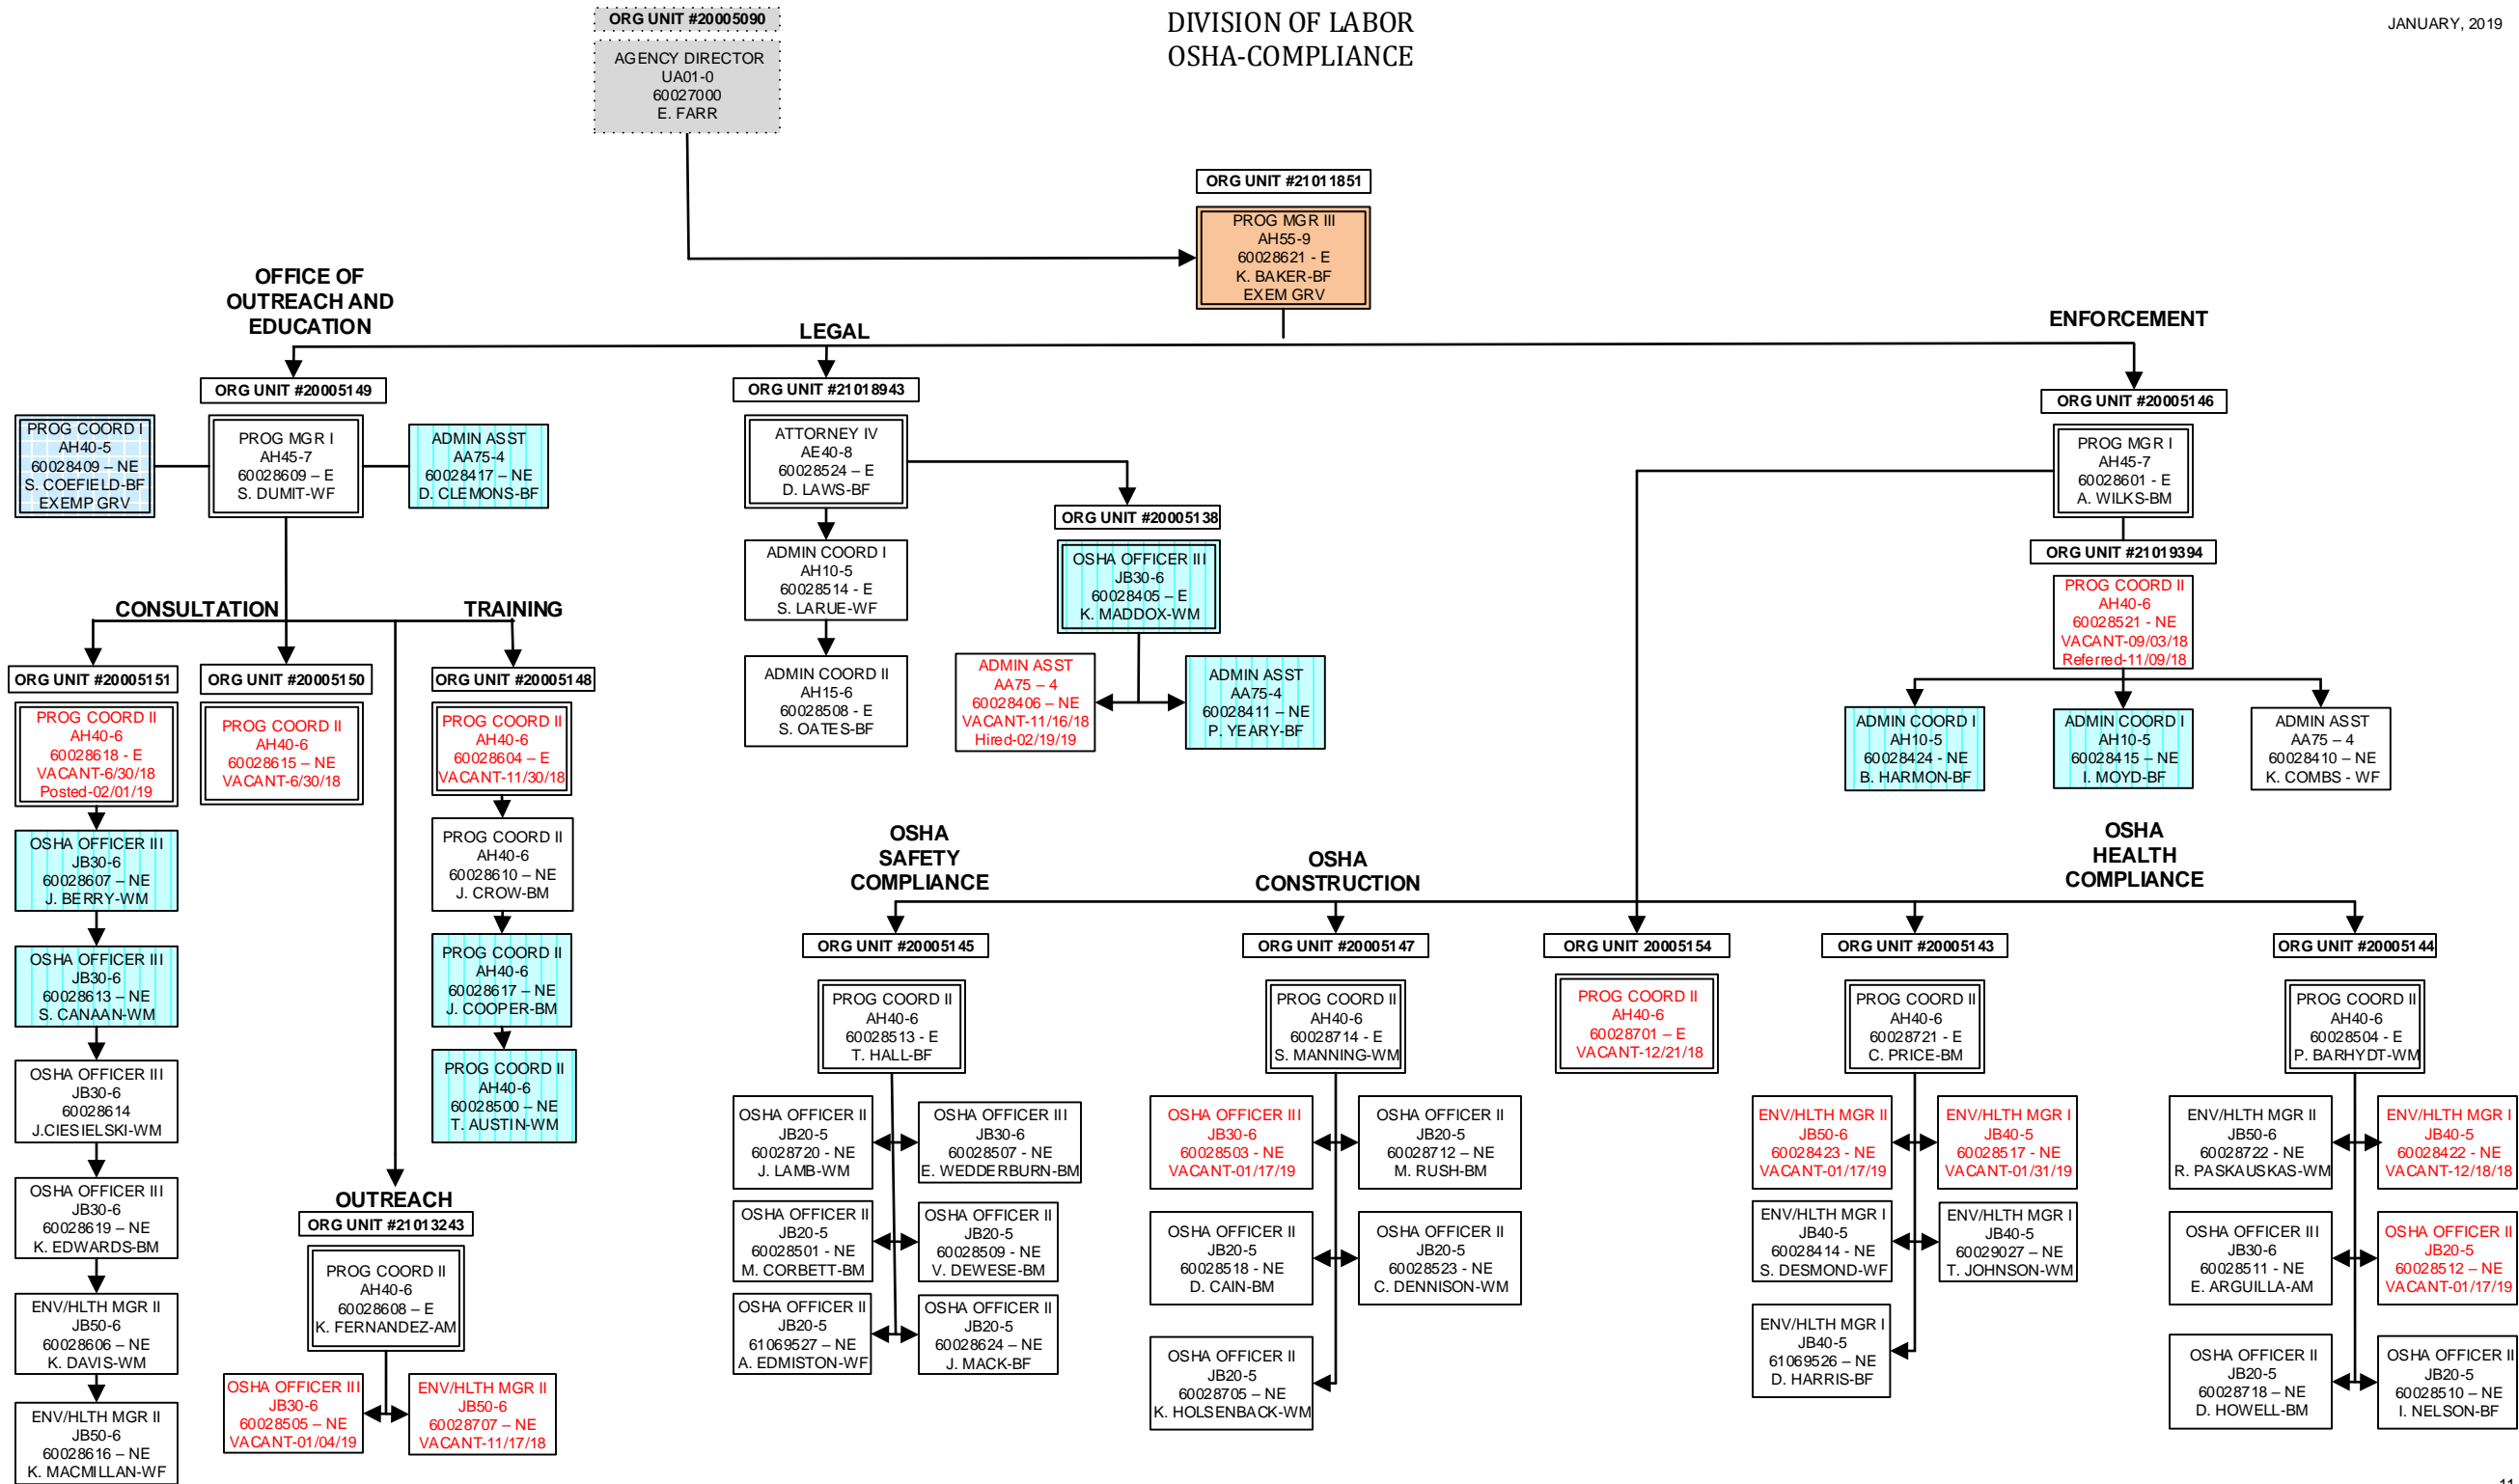 ORG UNIT #20005090
AGENCY DIRECTOR
UA01-0
60027000
E. FARR
DIVISION OF LABOR
OSHA-COMPLIANCE
JANUARY, 2019
ORG UNIT #21011851
PROG MGR III
AH55-9
60028621 - E
K. BAKER-BF
EXEM GRV
OFFICE OF
OUTREACH AND
EDUCATION
LEGAL
ENFORCEMENT
ORG UNIT #20005149
PROG COORD I
AH40-5
60028409 – NE
S. COEFIELD-BF
EXEMP GRV
PROG MGR I
AH45-7
60028609 – E
S. DUMIT-WF
ADMIN ASST
AA75-4
60028417 – NE
D. CLEMONS-BF
ORG UNIT #21018943
ATTORNEY IV
AE40-8
60028524 – E
D. LAWS-BF
ADMIN COORD I
AH10-5
60028514 - E
S. LARUE-WF
ADMIN COORD II
AH15-6
60028508 - E
S. OATES-BF
ORG UNIT #20005138
OSHA OFFICER III
JB30-6
60028405 – E
K. MADDOX-WM
ADMIN ASST
AA75 – 4
60028406 – NE
VACANT-11/16/18
Hired-02/19/19
ADMIN ASST
AA75-4
60028411 – NE
P. YEARY-BF
ORG UNIT #20005146
PROG MGR I
AH45-7
60028601 - E
A. WILKS-BM
ORG UNIT #21019394
PROG COORD II
AH40-6
60028521 - NE
VACANT-09/03/18
Referred-11/09/18
ADMIN COORD I
AH10-5
60028424 - NE
B. HARMON-BF
ADMIN COORD I
AH10-5
60028415 – NE
I. MOYD-BF
ADMIN ASST
AA75 – 4
60028410 – NE
K. COMBS - WF
CONSULTATION
TRAINING
ORG UNIT #20005151
PROG COORD II
AH40-6
60028618 - E
VACANT-6/30/18
Posted-02/01/19
OSHA OFFICER III
JB30-6
60028607 – NE
J. BERRY-WM
OSHA OFFICER III
JB30-6
60028613 – NE
S. CANAAN-WM
OSHA OFFICER III
JB30-6
60028614
J.CIESIELSKI-WM
OSHA OFFICER III
JB30-6
60028619 – NE
K. EDWARDS-BM
ENV/HLTH MGR II
JB50-6
60028606 – NE
K. DAVIS-WM
ENV/HLTH MGR II
JB50-6
60028616 – NE
K. MACMILLAN-WF
ORG UNIT #20005150
PROG COORD II
AH40-6
60028615 – NE
VACANT-6/30/18
ORG UNIT #20005148
PROG COORD II
AH40-6
60028604 – E
VACANT-11/30/18
PROG COORD II
AH40-6
60028610 – NE
J. CROW-BM
PROG COORD II
AH40-6
60028617 – NE
J. COOPER-BM
PROG COORD II
AH40-6
60028500 – NE
T. AUSTIN-WM
OUTREACH
ORG UNIT #21013243
PROG COORD II
AH40-6
60028608 – E
K. FERNANDEZ-AM
OSHA OFFICER III
JB30-6
60028505 – NE
VACANT-01/04/19
ENV/HLTH MGR II
JB50-6
60028707 – NE
VACANT-11/17/18
OSHA
SAFETY
COMPLIANCE
OSHA
CONSTRUCTION
OSHA
HEALTH
COMPLIANCE
ORG UNIT #20005145
PROG COORD II
AH40-6
60028513 - E
T. HALL-BF
OSHA OFFICER II
JB20-5
60028720 - NE
J. LAMB-WM
OSHA OFFICER III
JB30-6
60028507 - NE
E. WEDDERBURN-BM
OSHA OFFICER II
JB20-5
60028501 - NE
M. CORBETT-BM
OSHA OFFICER II
JB20-5
60028509 - NE
V. DEWESE-BM
OSHA OFFICER II
JB20-5
61069527 – NE
A. EDMISTON-WF
OSHA OFFICER II
JB20-5
60028624 – NE
J. MACK-BF
ORG UNIT #20005147
PROG COORD II
AH40-6
60028714 - E
S. MANNING-WM
OSHA OFFICER III
JB30-6
60028503 - NE
VACANT-01/17/19
OSHA OFFICER II
JB20-5
60028712 – NE
M. RUSH-BM
OSHA OFFICER II
JB20-5
60028518 - NE
D. CAIN-BM
OSHA OFFICER II
JB20-5
60028523 - NE
C. DENNISON-WM
OSHA OFFICER II
JB20-5
60028705 – NE
K. HOLSENBACK-WM
ORG UNIT 20005154
PROG COORD II
AH40-6
60028701 – E
VACANT-12/21/18
ORG UNIT #20005143
PROG COORD II
AH40-6
60028721 - E
C. PRICE-BM
ENV/HLTH MGR II
JB50-6
60028423 - NE
VACANT-01/17/19
ENV/HLTH MGR I
JB40-5
60028517 - NE
VACANT-01/31/19
ENV/HLTH MGR I
JB40-5
60028414 - NE
S. DESMOND-WF
ENV/HLTH MGR I
JB40-5
60029027 – NE
T. JOHNSON-WM
ENV/HLTH MGR I
JB40-5
61069526 – NE
D. HARRIS-BF
ORG UNIT #20005144
PROG COORD II
AH40-6
60028504 - E
P. BARHYDT-WM
ENV/HLTH MGR II
JB50-6
60028722 - NE
R. PASKAUSKAS-WM
ENV/HLTH MGR I
JB40-5
60028422 - NE
VACANT-12/18/18
OSHA OFFICER III
JB30-6
60028511 - NE
E. ARGUILLA-AM
OSHA OFFICER II
JB20-5
60028512 – NE
VACANT-01/17/19
OSHA OFFICER II
JB20-5
60028718 – NE
D. HOWELL-BM
OSHA OFFICER II
JB20-5
60028510 – NE
I. NELSON-BF
11